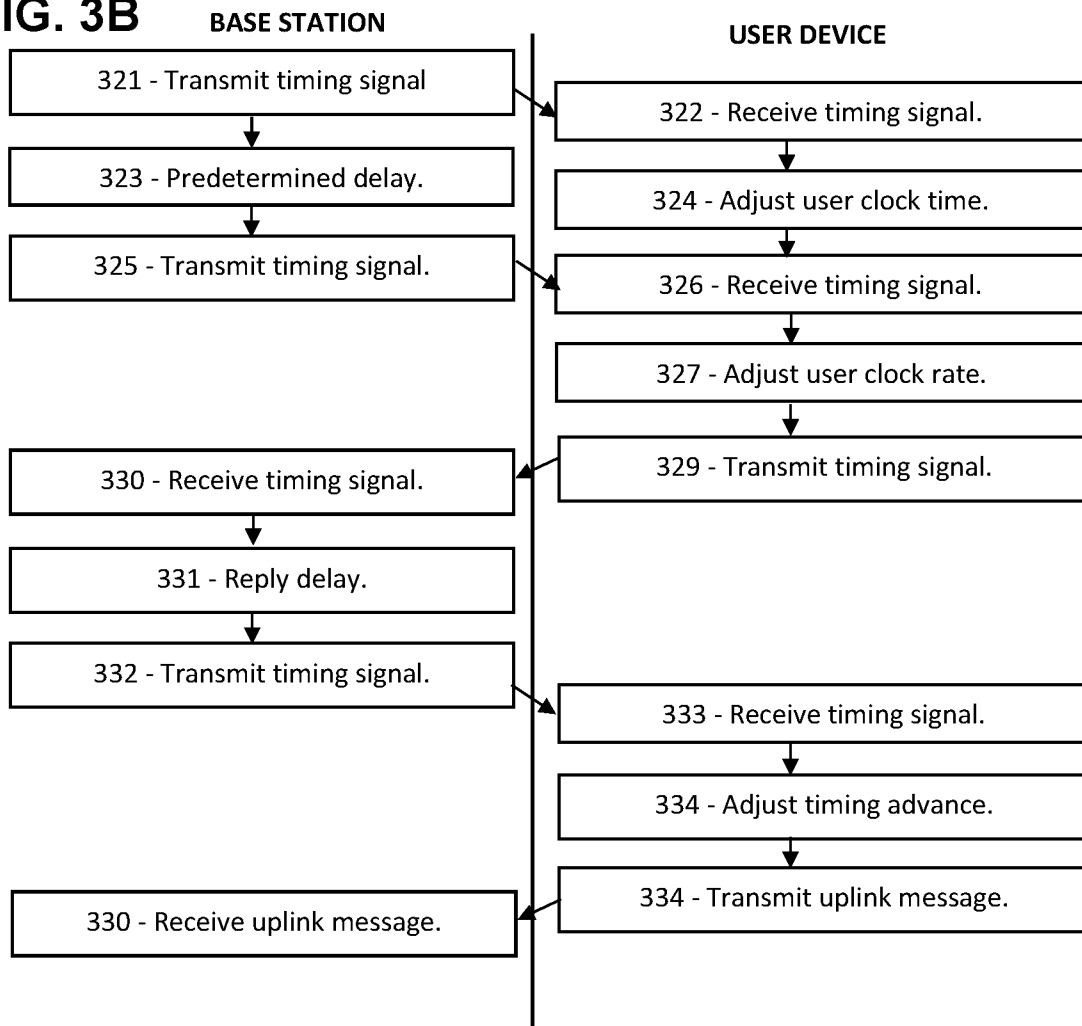 IG. 3B
BASE STATION
USER DEVICE
321 - Transmit timing signal
322 - Receive timing signal.
323 - Predetermined delay.
324 - Adjust user clock time.
325 - Transmit timing signal.
326 - Receive timing signal.
327 - Adjust user clock rate.
329 - Transmit timing signal.
330 - Receive timing signal.
331 - Reply delay.
332 - Transmit timing signal.
333 - Receive timing signal.
334 - Adjust timing advance.
334 - Transmit uplink message.
330 - Receive uplink message.